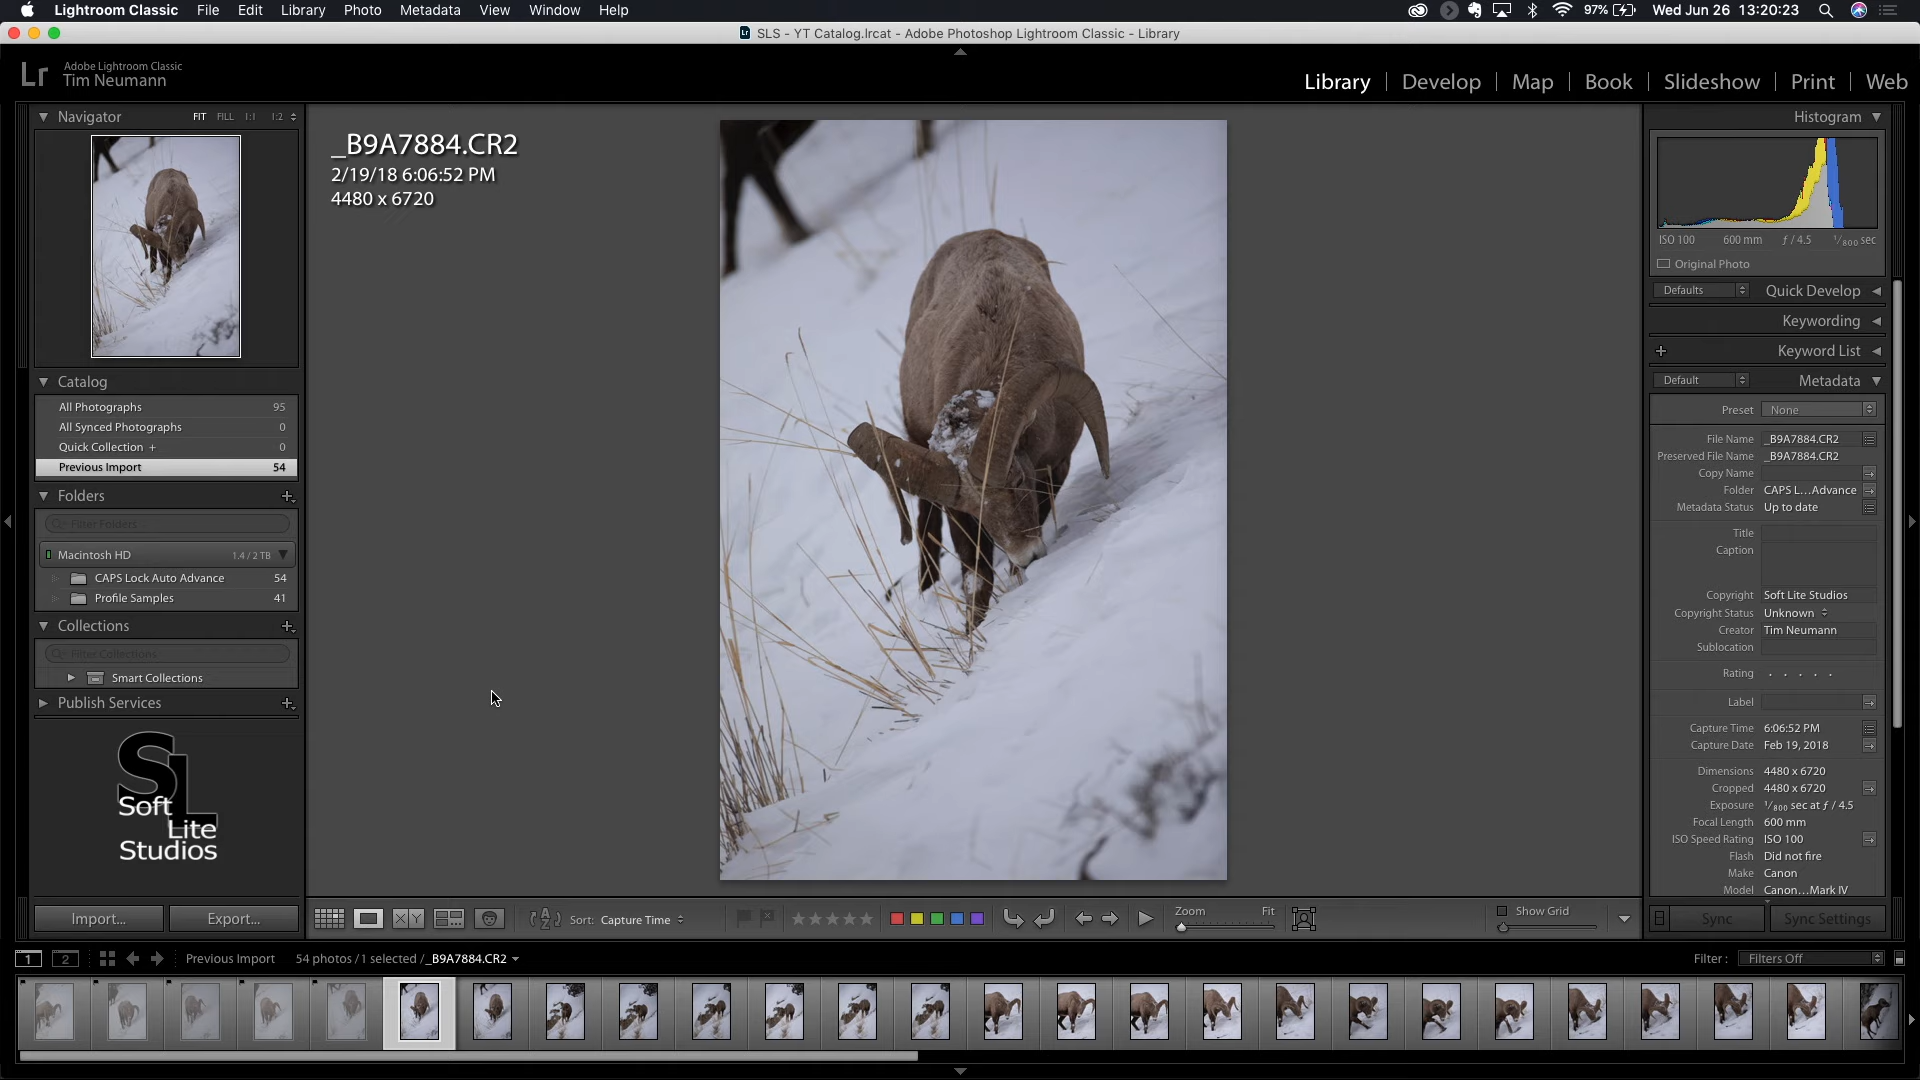 Lightroom Classic File Edit Library Photo Metadata View Window Help 97% Wed Jun 26 13:20:23
SLS - YT Catalog.lrcat - Adobe Photoshop Lightroom Classic - Library
Lr Adobe Lightroom Classic
Tim Neumann
Library Develop Map Book Slideshow Print Web
Navigator FIT FILL 1:1 1:2
Catalog
All Photographs 95
All Synced Photographs 0
Quick Collection + 0
Previous Import 54
Folders
Filter Folders
Macintosh HD 1.4 / 2 TB
CAPS Lock Auto Advance 54
Profile Samples 41
Collections
Filter Collections
Smart Collections
Publish Services
SL
Soft
Lite
Studios
Import... Export...
_B9A7884.CR2
2/19/18 6:06:52 PM
4480 x 6720
Histogram
ISO 100 600 mm ƒ / 4.5 1/800 sec
Original Photo
Defaults Quick Develop
Keywording
Keyword List
Default Metadata
Preset None
File Name _B9A7884.CR2
Preserved File Name _B9A7884.CR2
Copy Name
Folder CAPS L...Advance
Metadata Status Up to date
Title
Caption
Copyright Soft Lite Studios
Copyright Status Unknown
Creator Tim Neumann
Sublocation
Rating . . . . .
Label
Capture Time 6:06:52 PM
Capture Date Feb 19, 2018
Dimensions 4480 x 6720
Cropped 4480 x 6720
Exposure 1/800 sec at ƒ / 4.5
Focal Length 600 mm
ISO Speed Rating ISO 100
Flash Did not fire
Make Canon
Model Canon...Mark IV
Sync Sync Settings
XY Sort: Capture Time Zoom Fit Show Grid
1 2 Previous Import 54 photos / 1 selected / _B9A7884.CR2 Filter : Filters Off